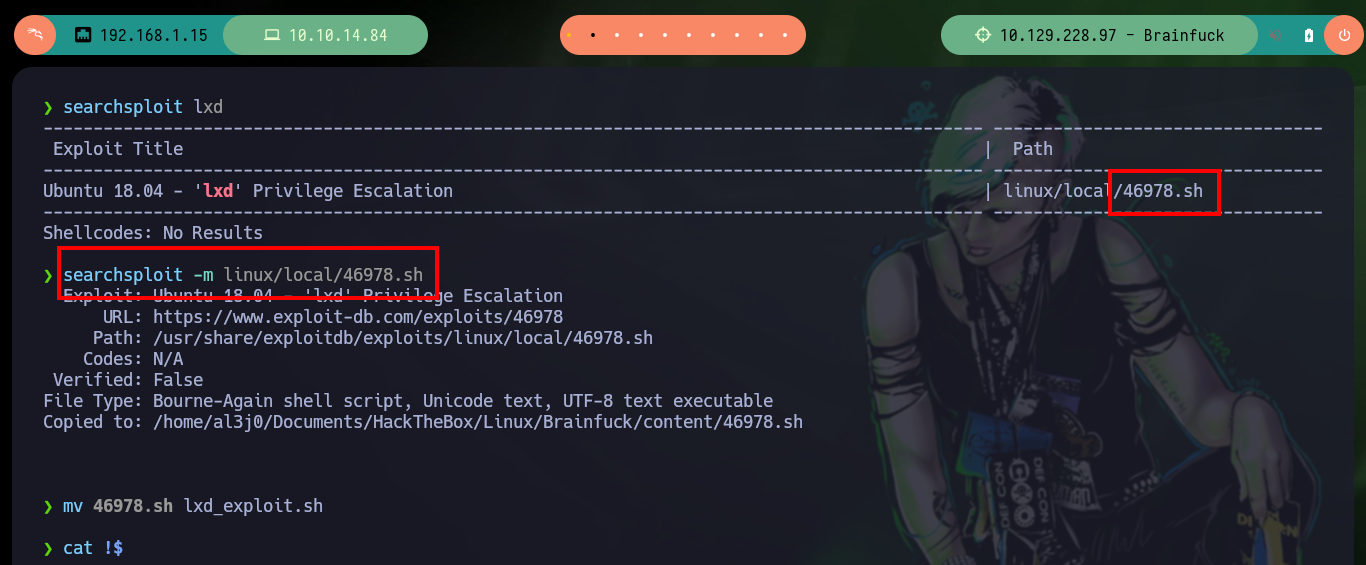 192.168.1.15 10.10.14.84 10.129.228.97 - Brainfuck
❯ searchsploit lxd
---------------------------------------------------------------------------------------------- ---------------------------------
Exploit Title | Path
---------------------------------------------------------------------------------------------- ---------------------------------
Ubuntu 18.04 - 'lxd' Privilege Escalation | linux/local/46978.sh
---------------------------------------------------------------------------------------------- ---------------------------------
Shellcodes: No Results
❯ searchsploit -m linux/local/46978.sh
Exploit: Ubuntu 18.04 - 'lxd' Privilege Escalation
URL: https://www.exploit-db.com/exploits/46978
Path: /usr/share/exploitdb/exploits/linux/local/46978.sh
Codes: N/A
Verified: False
File Type: Bourne-Again shell script, Unicode text, UTF-8 text executable
Copied to: /home/al3j0/Documents/HackTheBox/Linux/Brainfuck/content/46978.sh
❯ mv 46978.sh lxd_exploit.sh
❯ cat !$
DEF CON
DEF CON